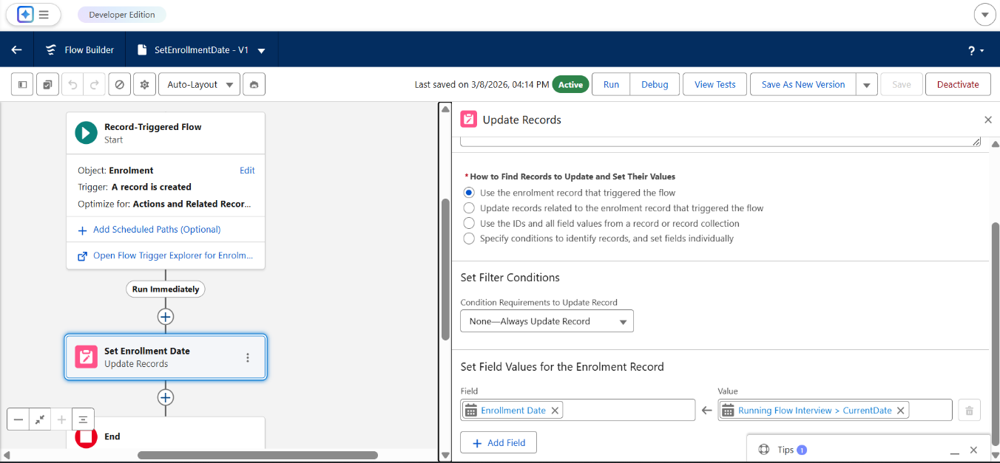 Developer Edition
Flow Builder
SetEnrollmentDate - V1
?
Auto-Layout
Last saved on 3/8/2026, 04:14 PM
Active
Run
Debug
View Tests
Save As New Version
Save
Deactivate
Record-Triggered Flow
Start
Object: Enrolment
Edit
Trigger: A record is created
Optimize for: Actions and Related Recor...
Add Scheduled Paths (Optional)
Open Flow Trigger Explorer for Enrolm...
Run Immediately
Set Enrollment Date
Update Records
End
Update Records
*How to Find Records to Update and Set Their Values
Use the enrolment record that triggered the flow
Update records related to the enrolment record that triggered the flow
Use the IDs and all field values from a record or record collection
Specify conditions to identify records, and set fields individually
Set Filter Conditions
Condition Requirements to Update Record
None—Always Update Record
Set Field Values for the Enrolment Record
Field
Value
Enrollment Date
Running Flow Interview > CurrentDate
Add Field
Tips 1